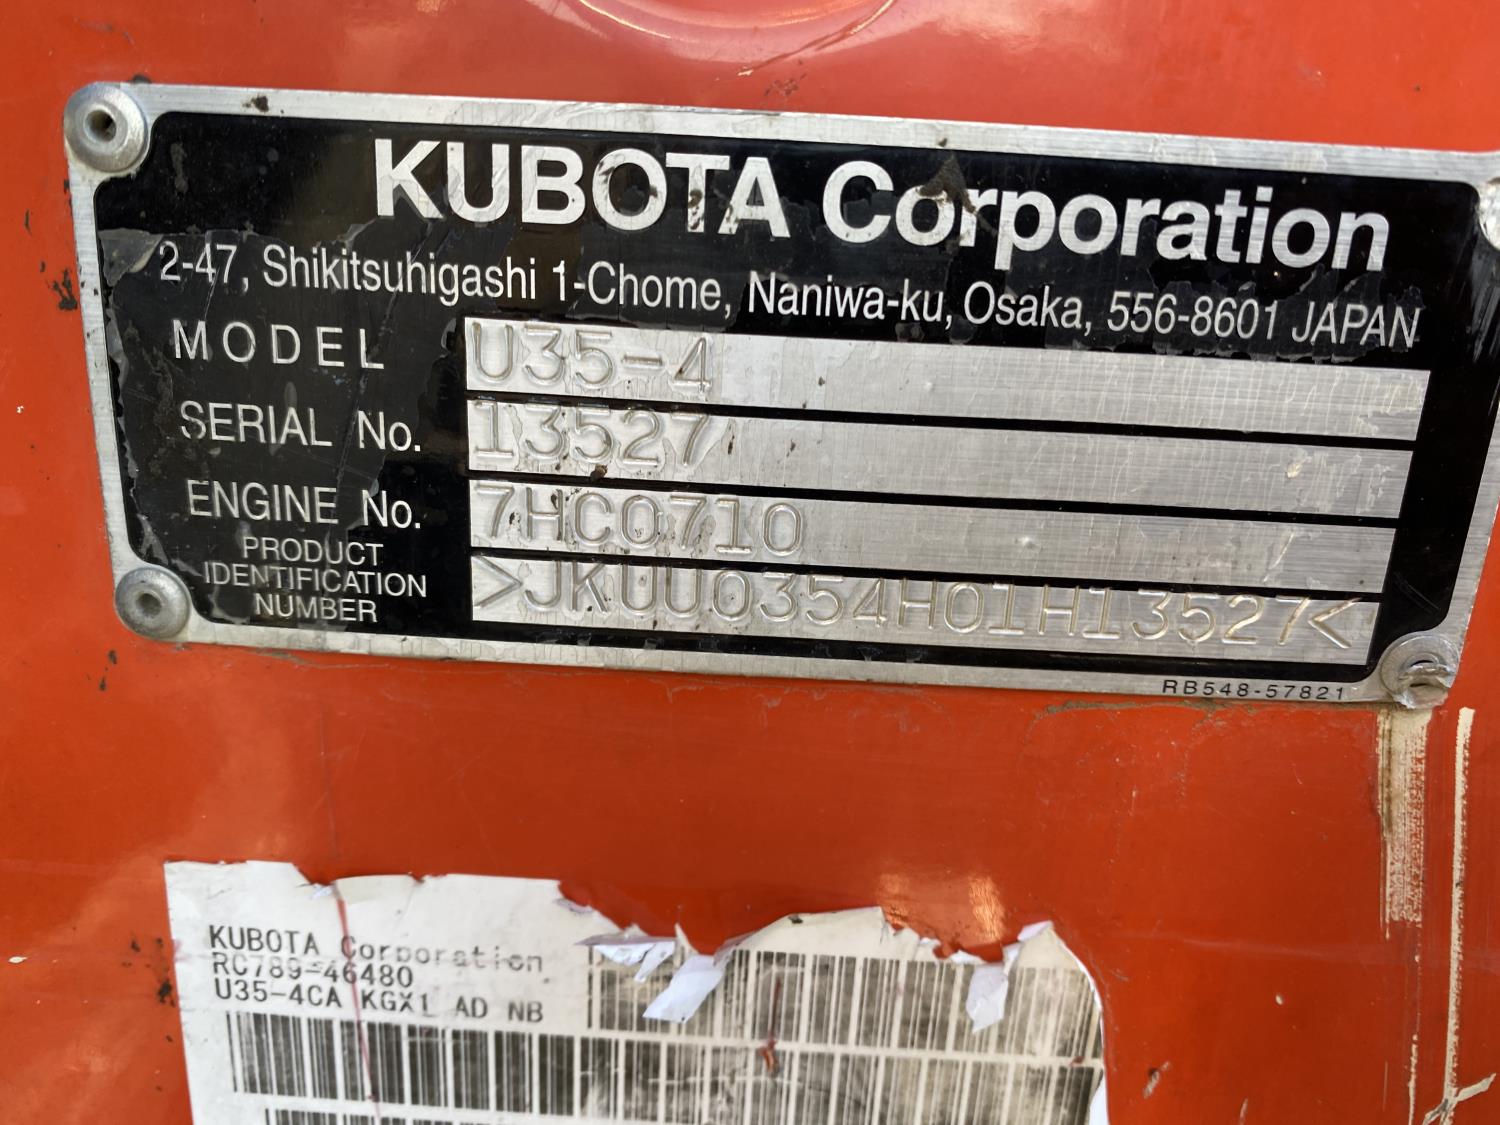 KUBOTA Corporation
2-47, Shikitsuhigashi 1-Chome, Naniwa-ku, Osaka, 556-8601 JAPAN
MODEL U35-4
SERIAL No. 13527
ENGINE No. 7HC0710
PRODUCT IDENTIFICATION NUMBER >JKUU0354H01H13527<
RB548-57821
KUBOTA Corporation
RC789-46480
U35-4CA KGX1 AD NB